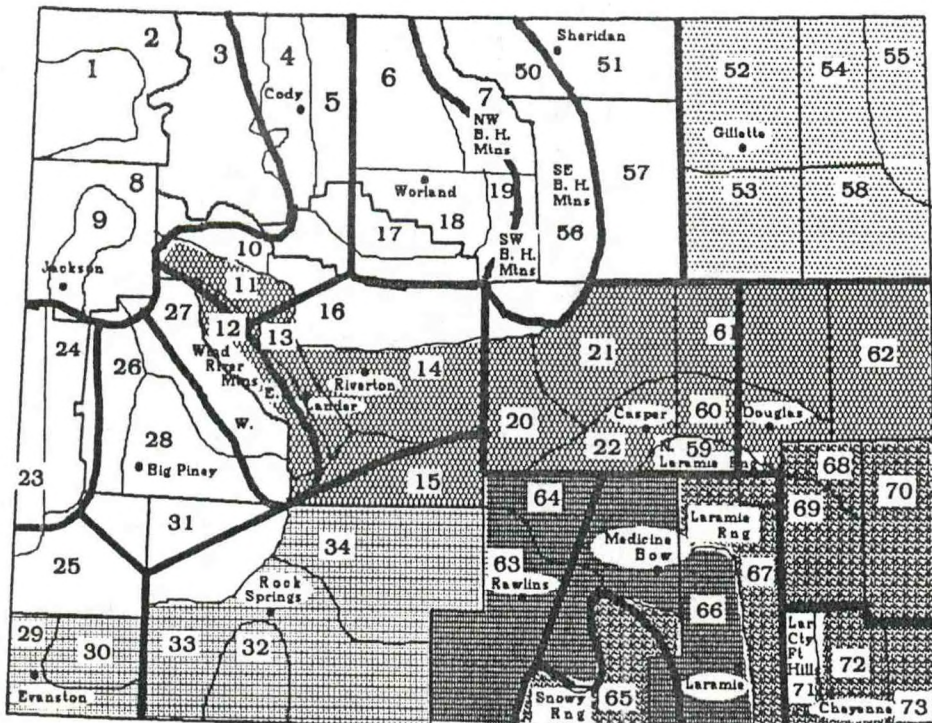 1
2
3
4
Cody
5
6
7
NW
B. H.
Mtns
50
Sheridan
51
52
54
55
Gillette
8
9
Jackson
Worland
19
18
17
SE
B. H.
Mtns
57
56
53
58
SW
B. H.
Mtns
10
11
16
27
12
13
24
26
Wind
River
Mtns
E.
Lander
Riverton
14
21
61
62
20
Casper
60
Douglas
22
N.
Laramie Rng
59
W.
28
Big Piney
15
23
68
70
69
64
Laramie
Rng
Medicine
Bow
31
34
25
63
Rawlins
67
Rock
Springs
66
29
30
33
32
Lar
Cty
Ft
Hill
72
71
Evanston
Snowy
Rng
65
Laramie
Cheyenne
73